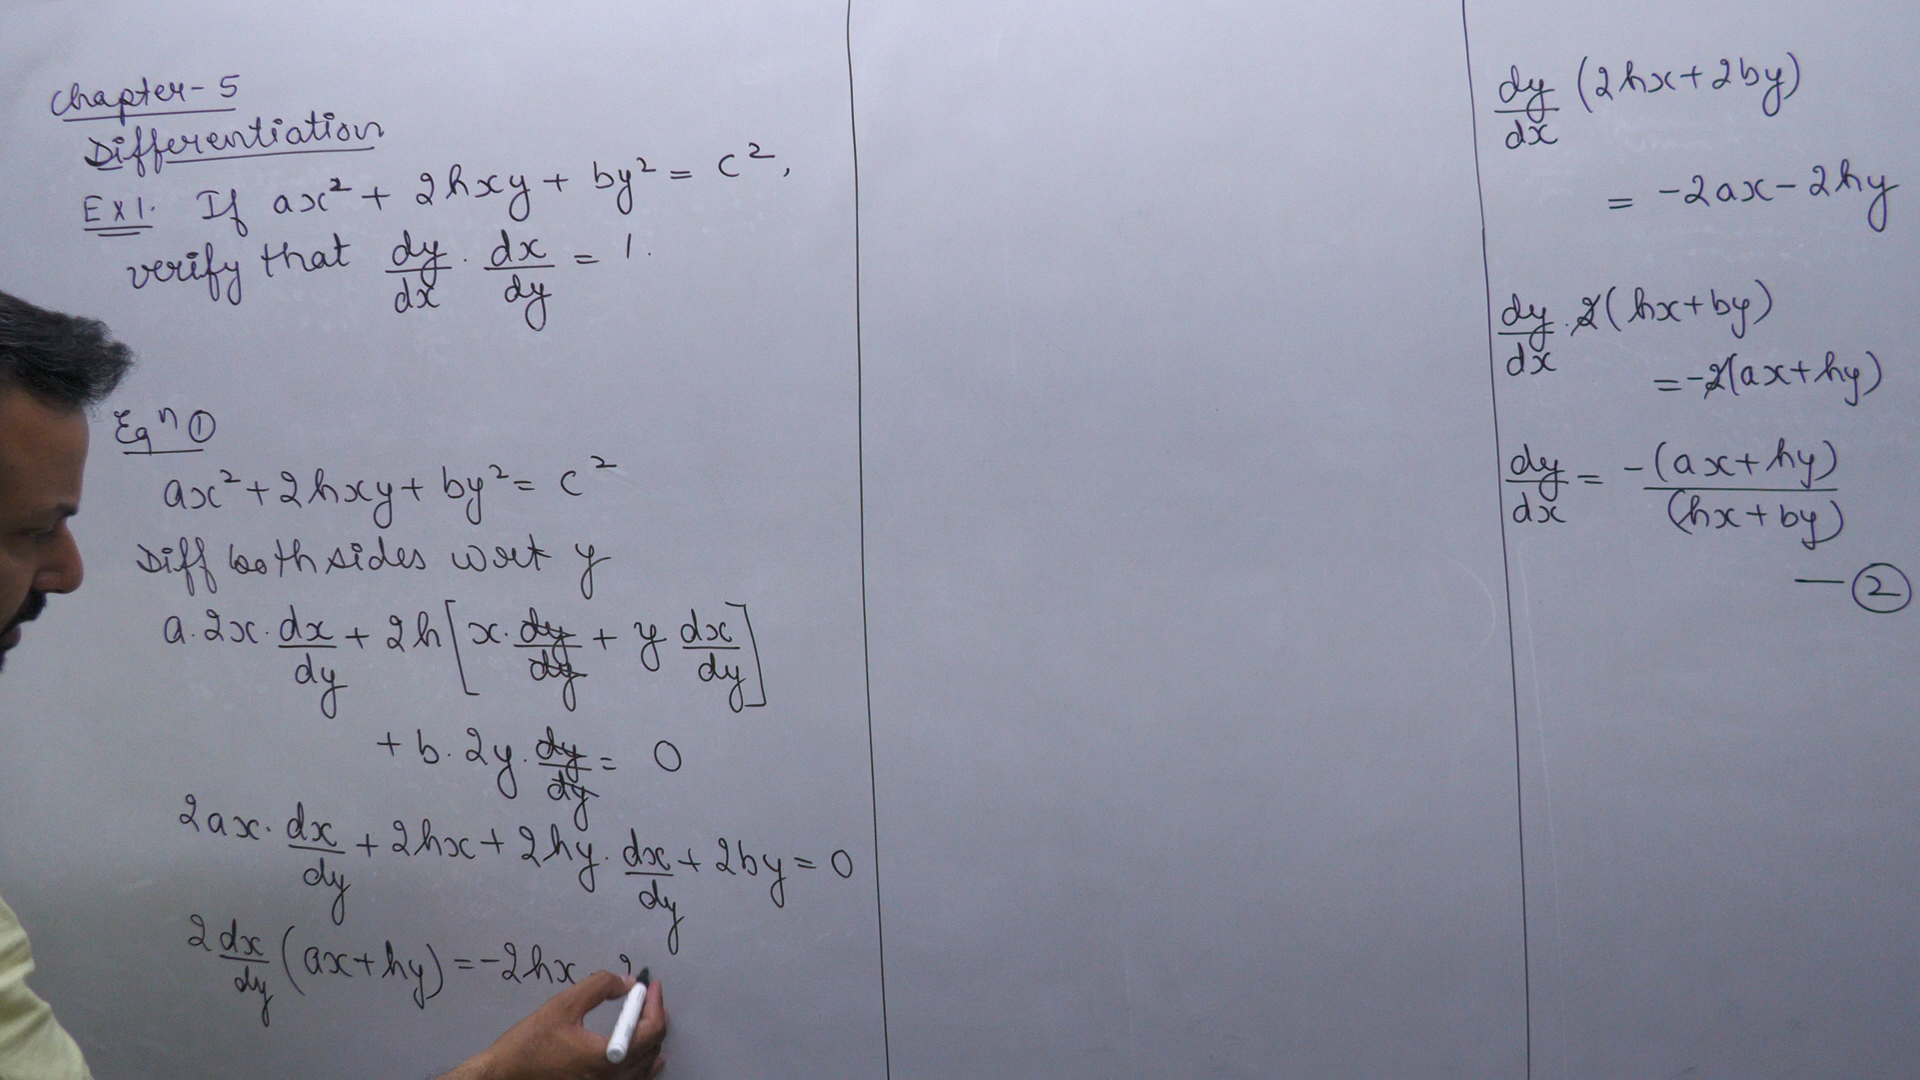 Chapter-5
Differentiation
Ex1. If ax² + 2hxy + by² = c²,
verify that dy/dx · dx/dy = 1.
Eqⁿ ①
ax² + 2hxy + by² = c²
Diff both sides wrt y
a·2x·dx/dy + 2h[x·dy/dy + y dx/dy]
+ b·2y·dy/dy = 0
2ax·dx/dy + 2hx + 2hy·dx/dy + 2by = 0
2dx/dy (ax+hy) = -2hx - 2
dy/dx (2hx+2by)
= -2ax-2hy
dy/dx · 2(hx+by)
= -2(ax+hy)
dy/dx = -(ax+hy)/(hx+by)
— ②